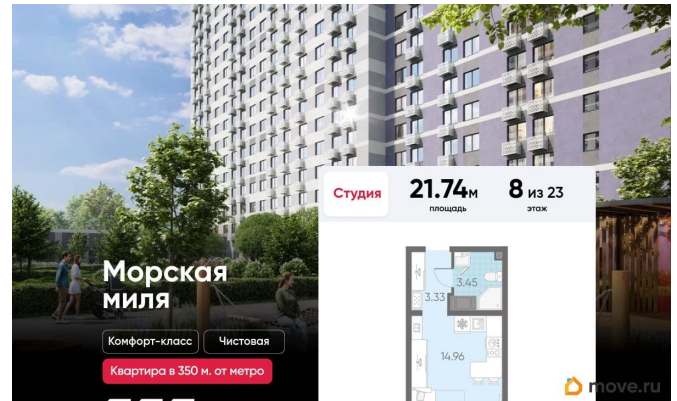 Студия
21.74м
площадь
8 из 23
этаж
Морская
миля
Комфорт-класс
Чистовая
Квартира в 350 м. от метро
3.45
3.33
14.96
move.ru